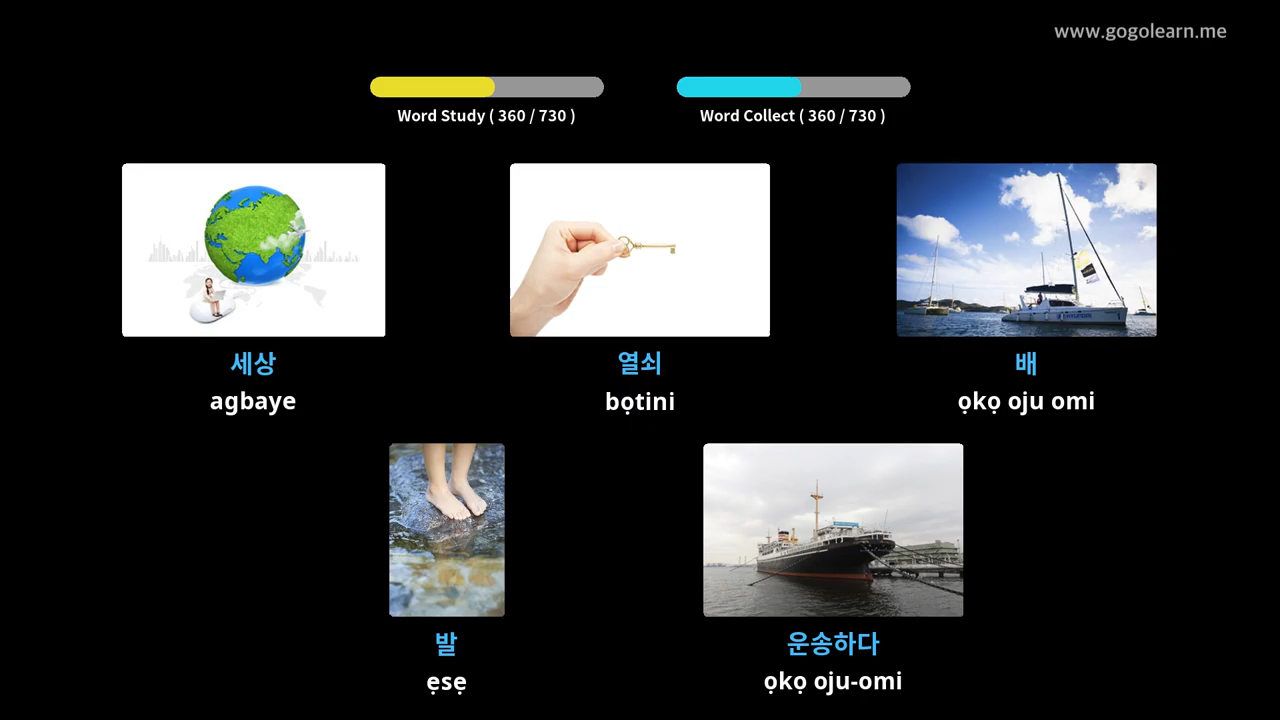 www.gogolearn.me
Word Study ( 360 / 730 )
Word Collect ( 360 / 730 )
세상
agbaye
열쇠
bọtini
배
ọkọ oju omi
발
ẹsẹ
운송하다
ọkọ oju-omi